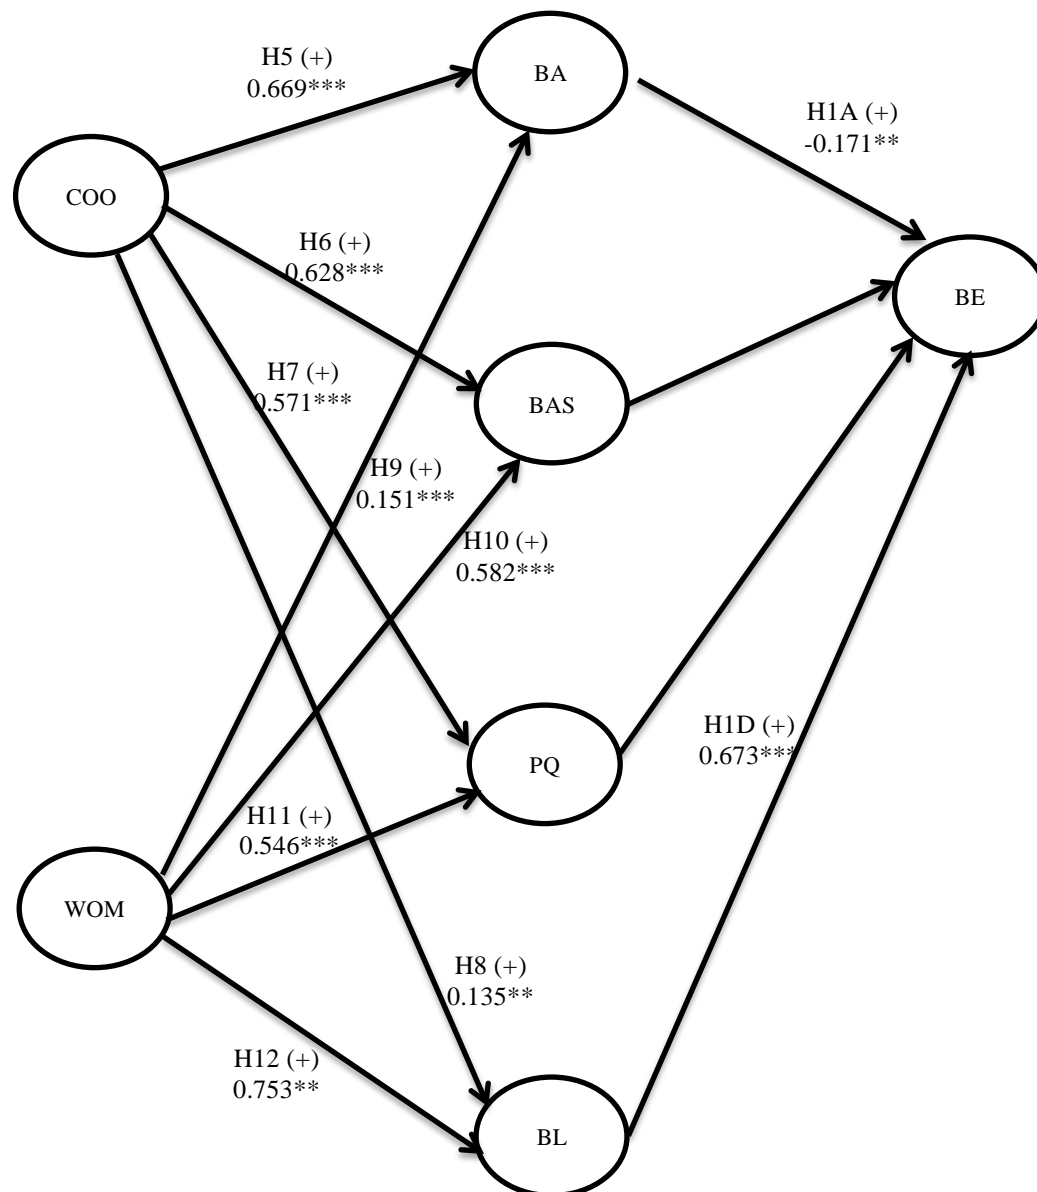 H5 (+)
0.669***
BA
H1A (+)
-0.171**
COO
H6 (+)
0.628***
BE
H7 (+)
0.571***
BAS
H9 (+)
0.151***
H10 (+)
0.582***
H1D (+)
0.673***
PQ
H11 (+)
0.546***
WOM
H8 (+)
0.135**
H12 (+)
0.753**
BL